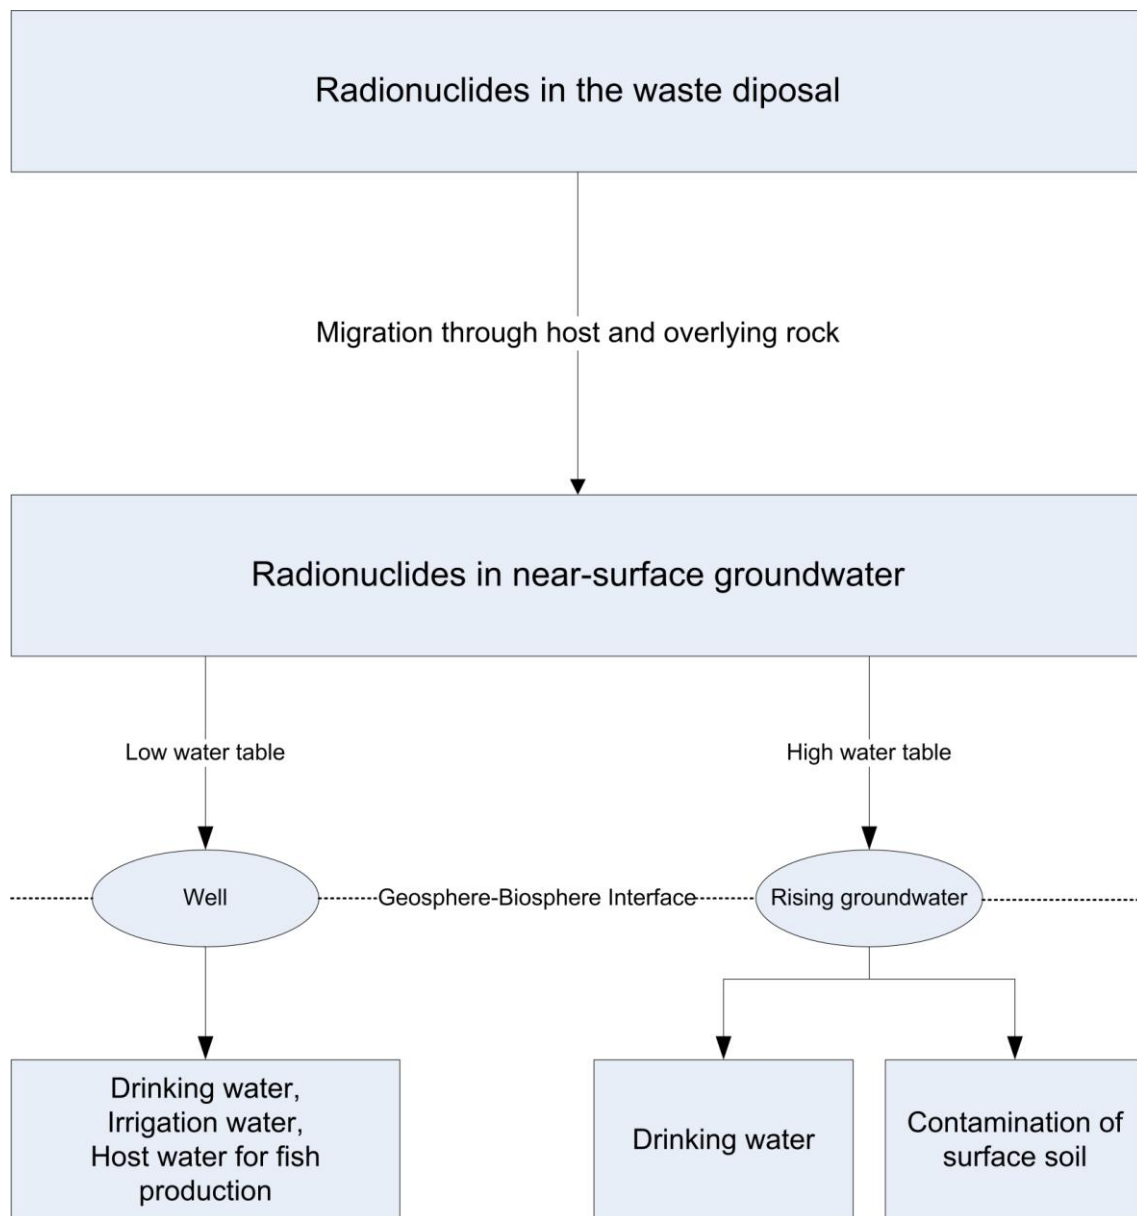 Radionuclides in the waste diposal
Migration through host and overlying rock
Radionuclides in near-surface groundwater
Low water table
High water table
Well
Geosphere-Biosphere Interface
Rising groundwater
Drinking water,
Irrigation water,
Host water for fish
production
Drinking water
Contamination of
surface soil